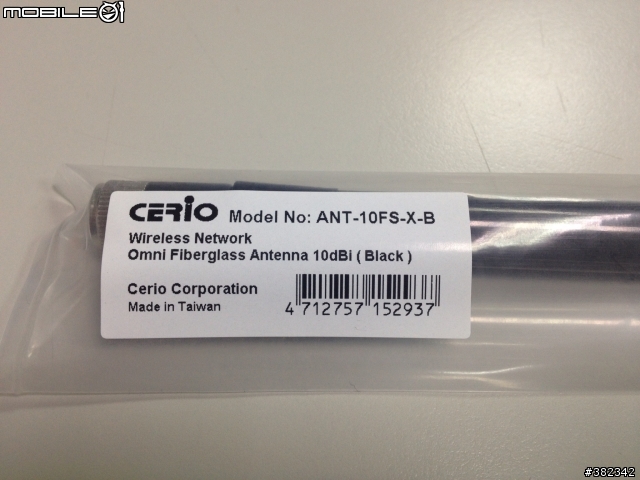 MOBILE01
CERIO Model No: ANT-10FS-X-B
Wireless Network
Omni Fiberglass Antenna 10dBi ( Black )
Cerio Corporation
Made in Taiwan
4 712757 152937
#382342